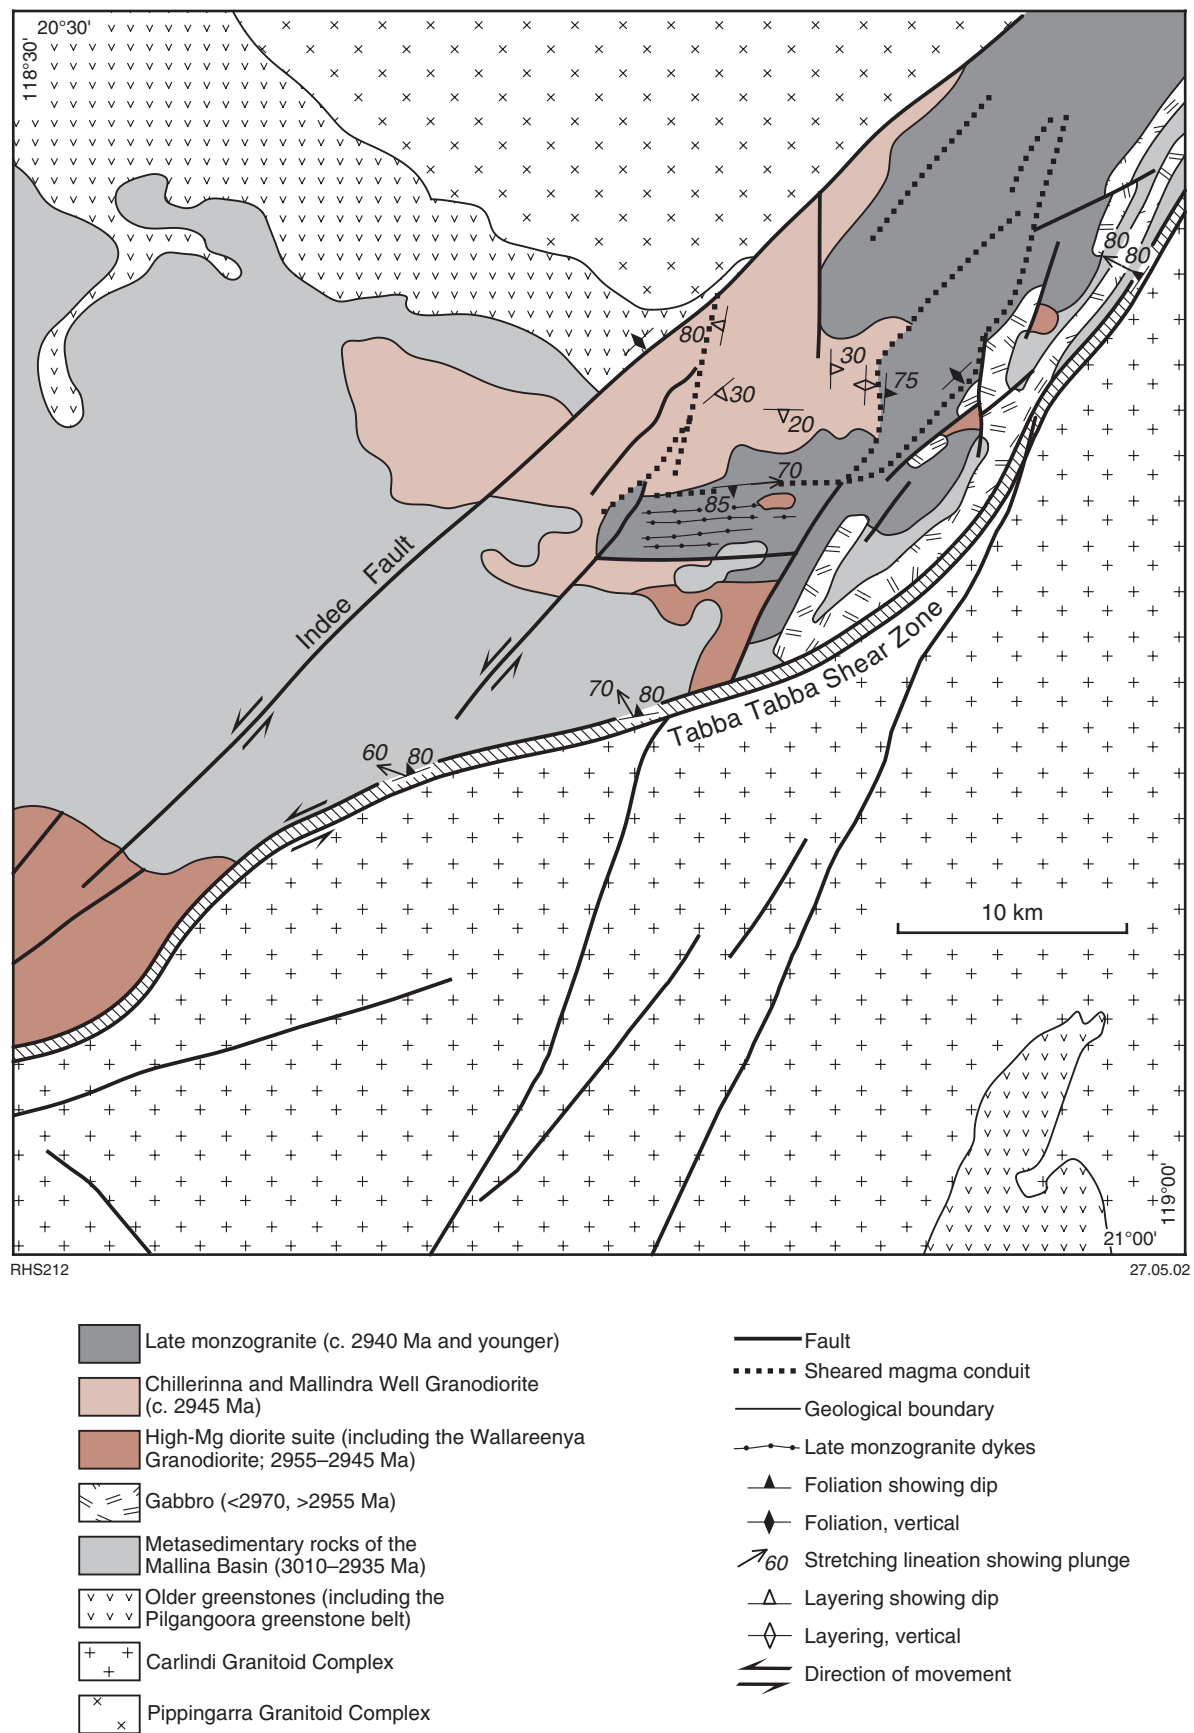 20°30'
118°30'
80
80
80
30
30
75
20
70
85
Indee Fault
70
80
Tabba Tabba Shear Zone
60
80
10 km
119°00'
21°00'
RHS212
27.05.02
Late monzogranite (c. 2940 Ma and younger)
Chillerinna and Mallindra Well Granodiorite
(c. 2945 Ma)
High-Mg diorite suite (including the Wallareenya
Granodiorite; 2955–2945 Ma)
Gabbro (<2970, >2955 Ma)
Metasedimentary rocks of the
Mallina Basin (3010–2935 Ma)
Older greenstones (including the
Pilgangoora greenstone belt)
Carlindi Granitoid Complex
Pippingarra Granitoid Complex
Fault
Sheared magma conduit
Geological boundary
Late monzogranite dykes
Foliation showing dip
Foliation, vertical
60 Stretching lineation showing plunge
Layering showing dip
Layering, vertical
Direction of movement